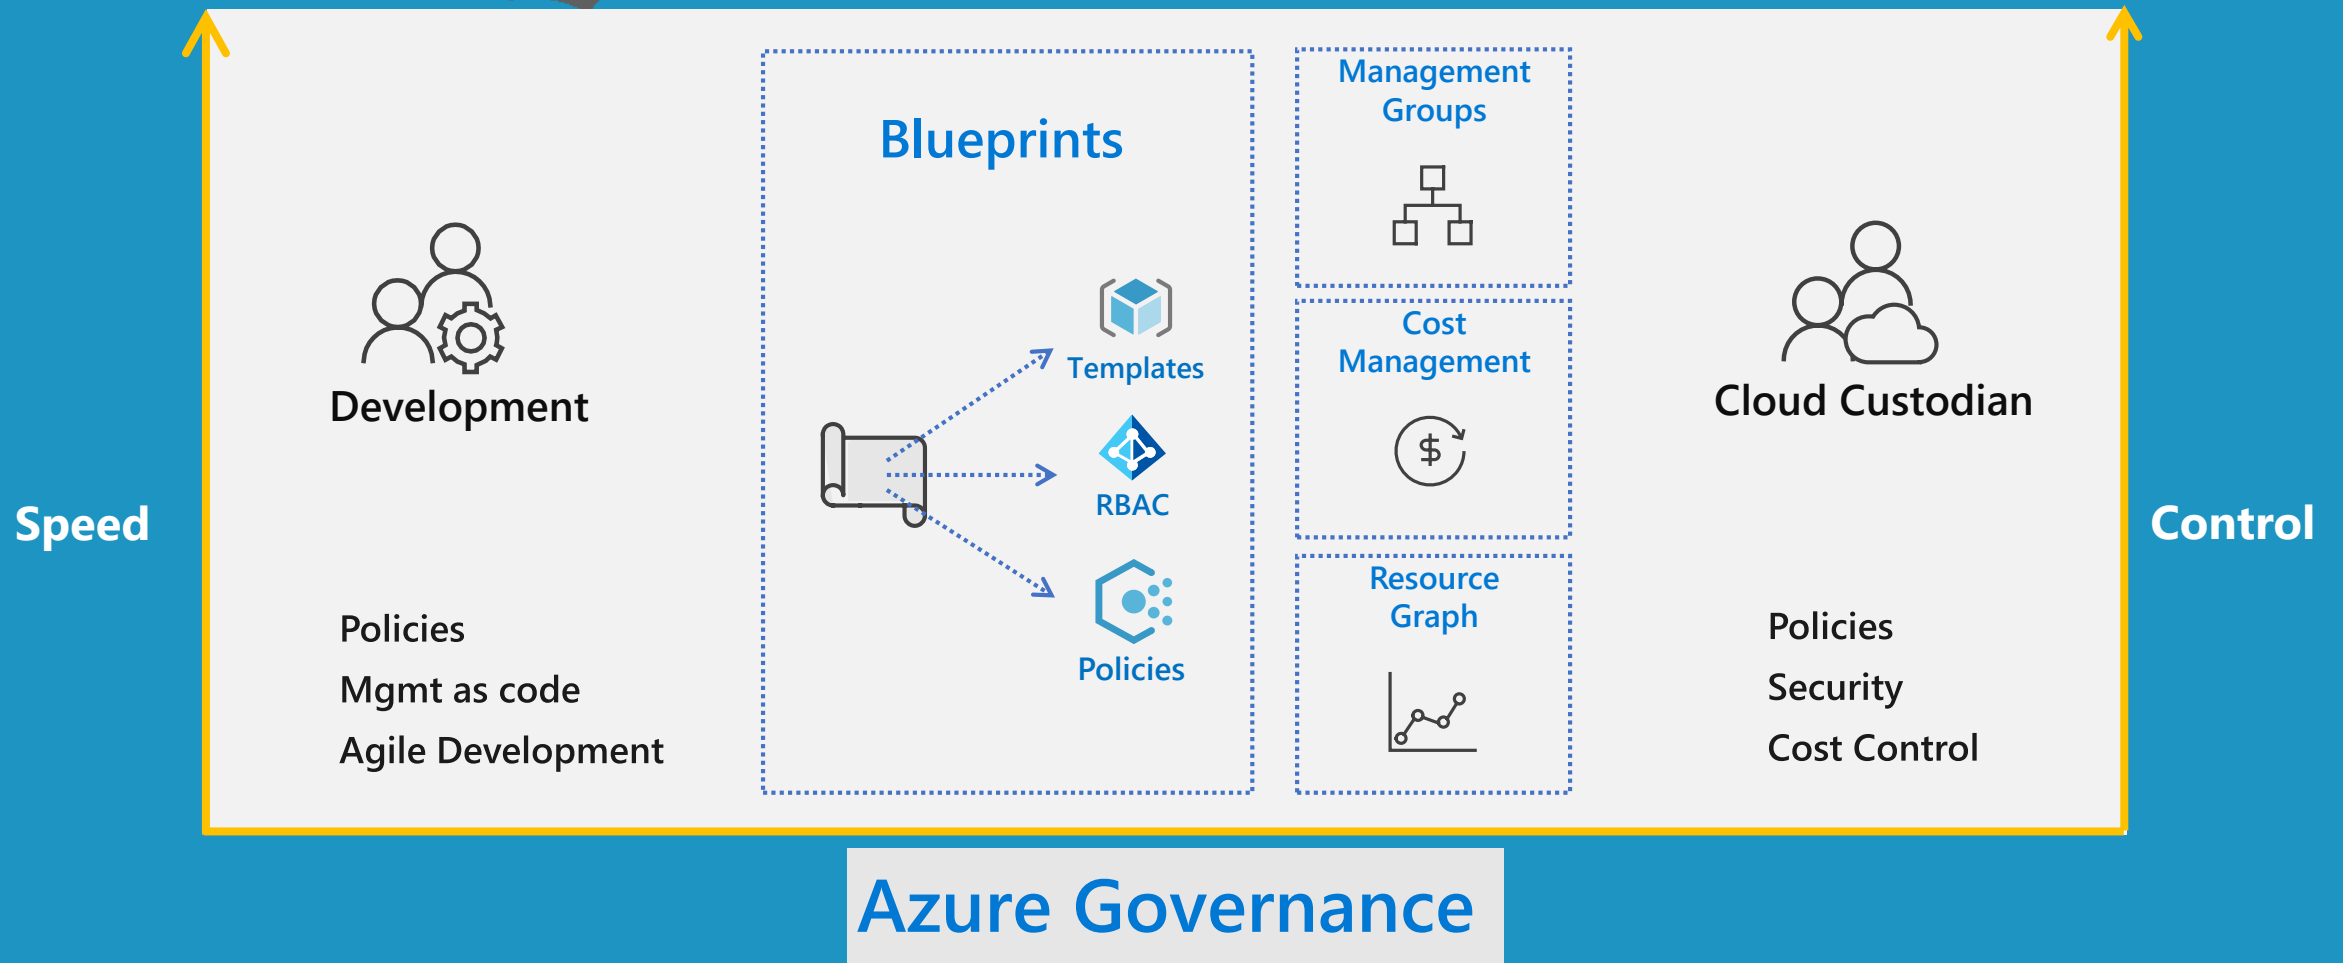 Speed
Development
Policies
Mgmt as code
Agile Development
Blueprints
Templates
RBAC
Policies
Management
Groups
Cost
Management
$
Resource
Graph
Cloud Custodian
Policies
Security
Cost Control
Control
Azure Governance